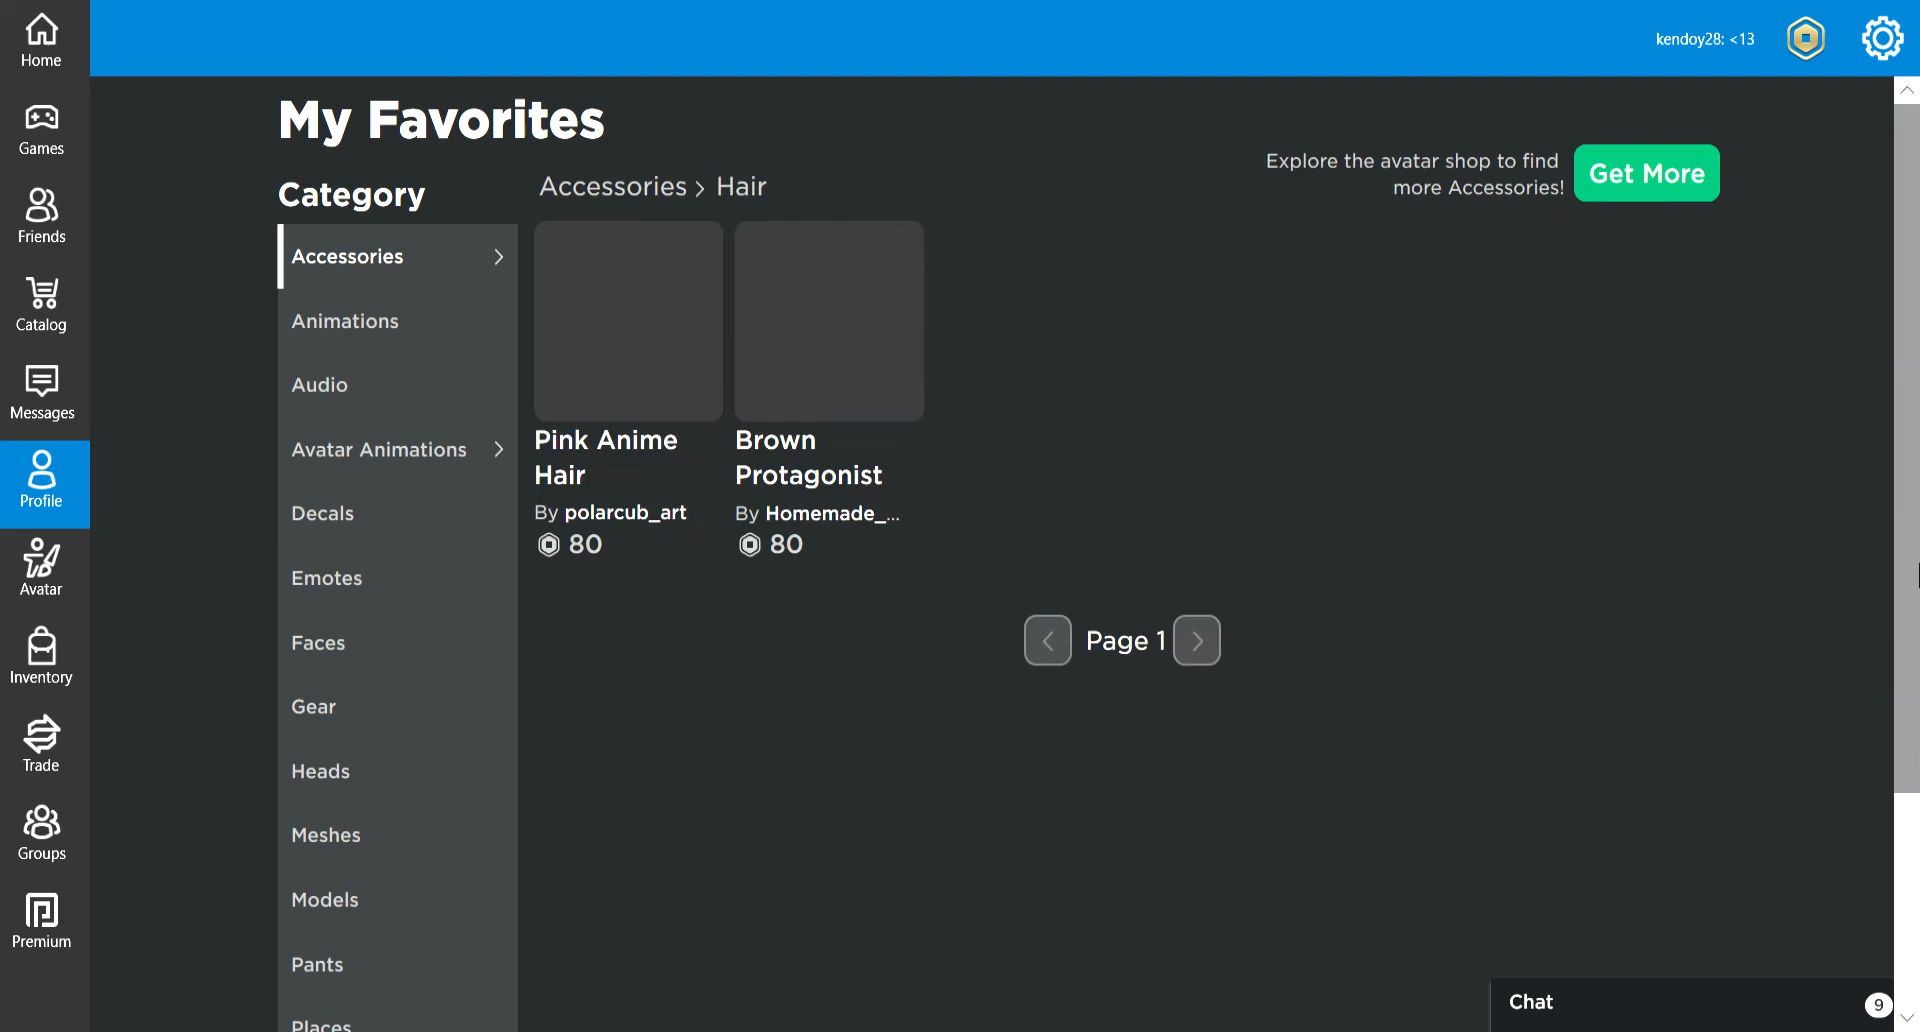 Home
Games
Friends
Catalog
Messages
Profile
Avatar
Inventory
Trade
Groups
Premium
kendoy28: <13
My Favorites
Category
Accessories
Animations
Audio
Avatar Animations
Decals
Emotes
Faces
Gear
Heads
Meshes
Models
Pants
Places
Accessories > Hair
Explore the avatar shop to find
more Accessories!
Get More
Pink Anime
Hair
By polarcub_art
80
Brown
Protagonist
By Homemade_...
80
Page 1
Chat
9